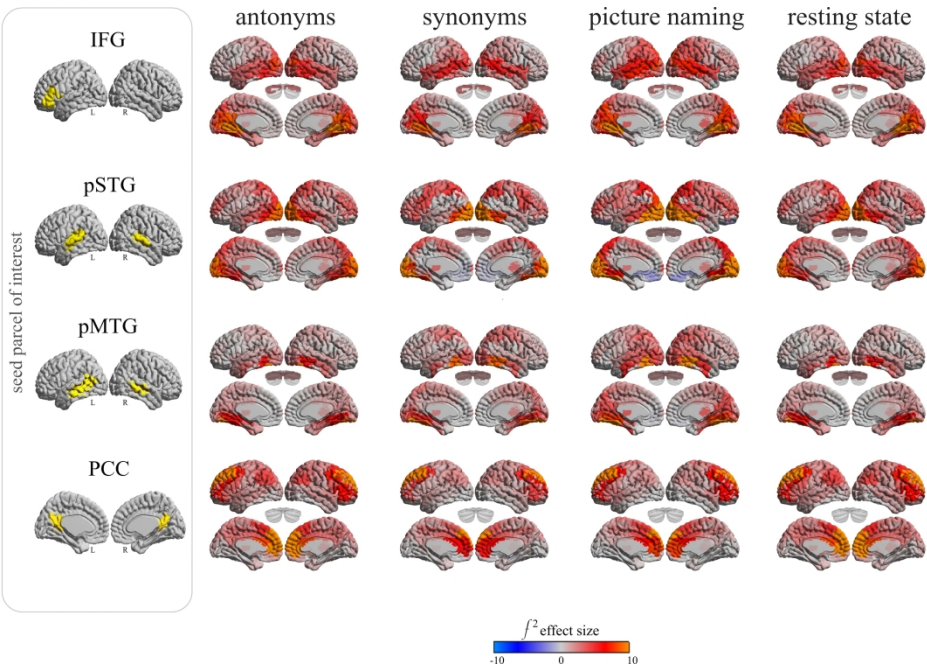 antonyms synonyms picture naming resting state
IFG
L R
pSTG
L R
seed parcel of interest
pMTG
L R
PCC
L R
f² effect size
-10 0 10